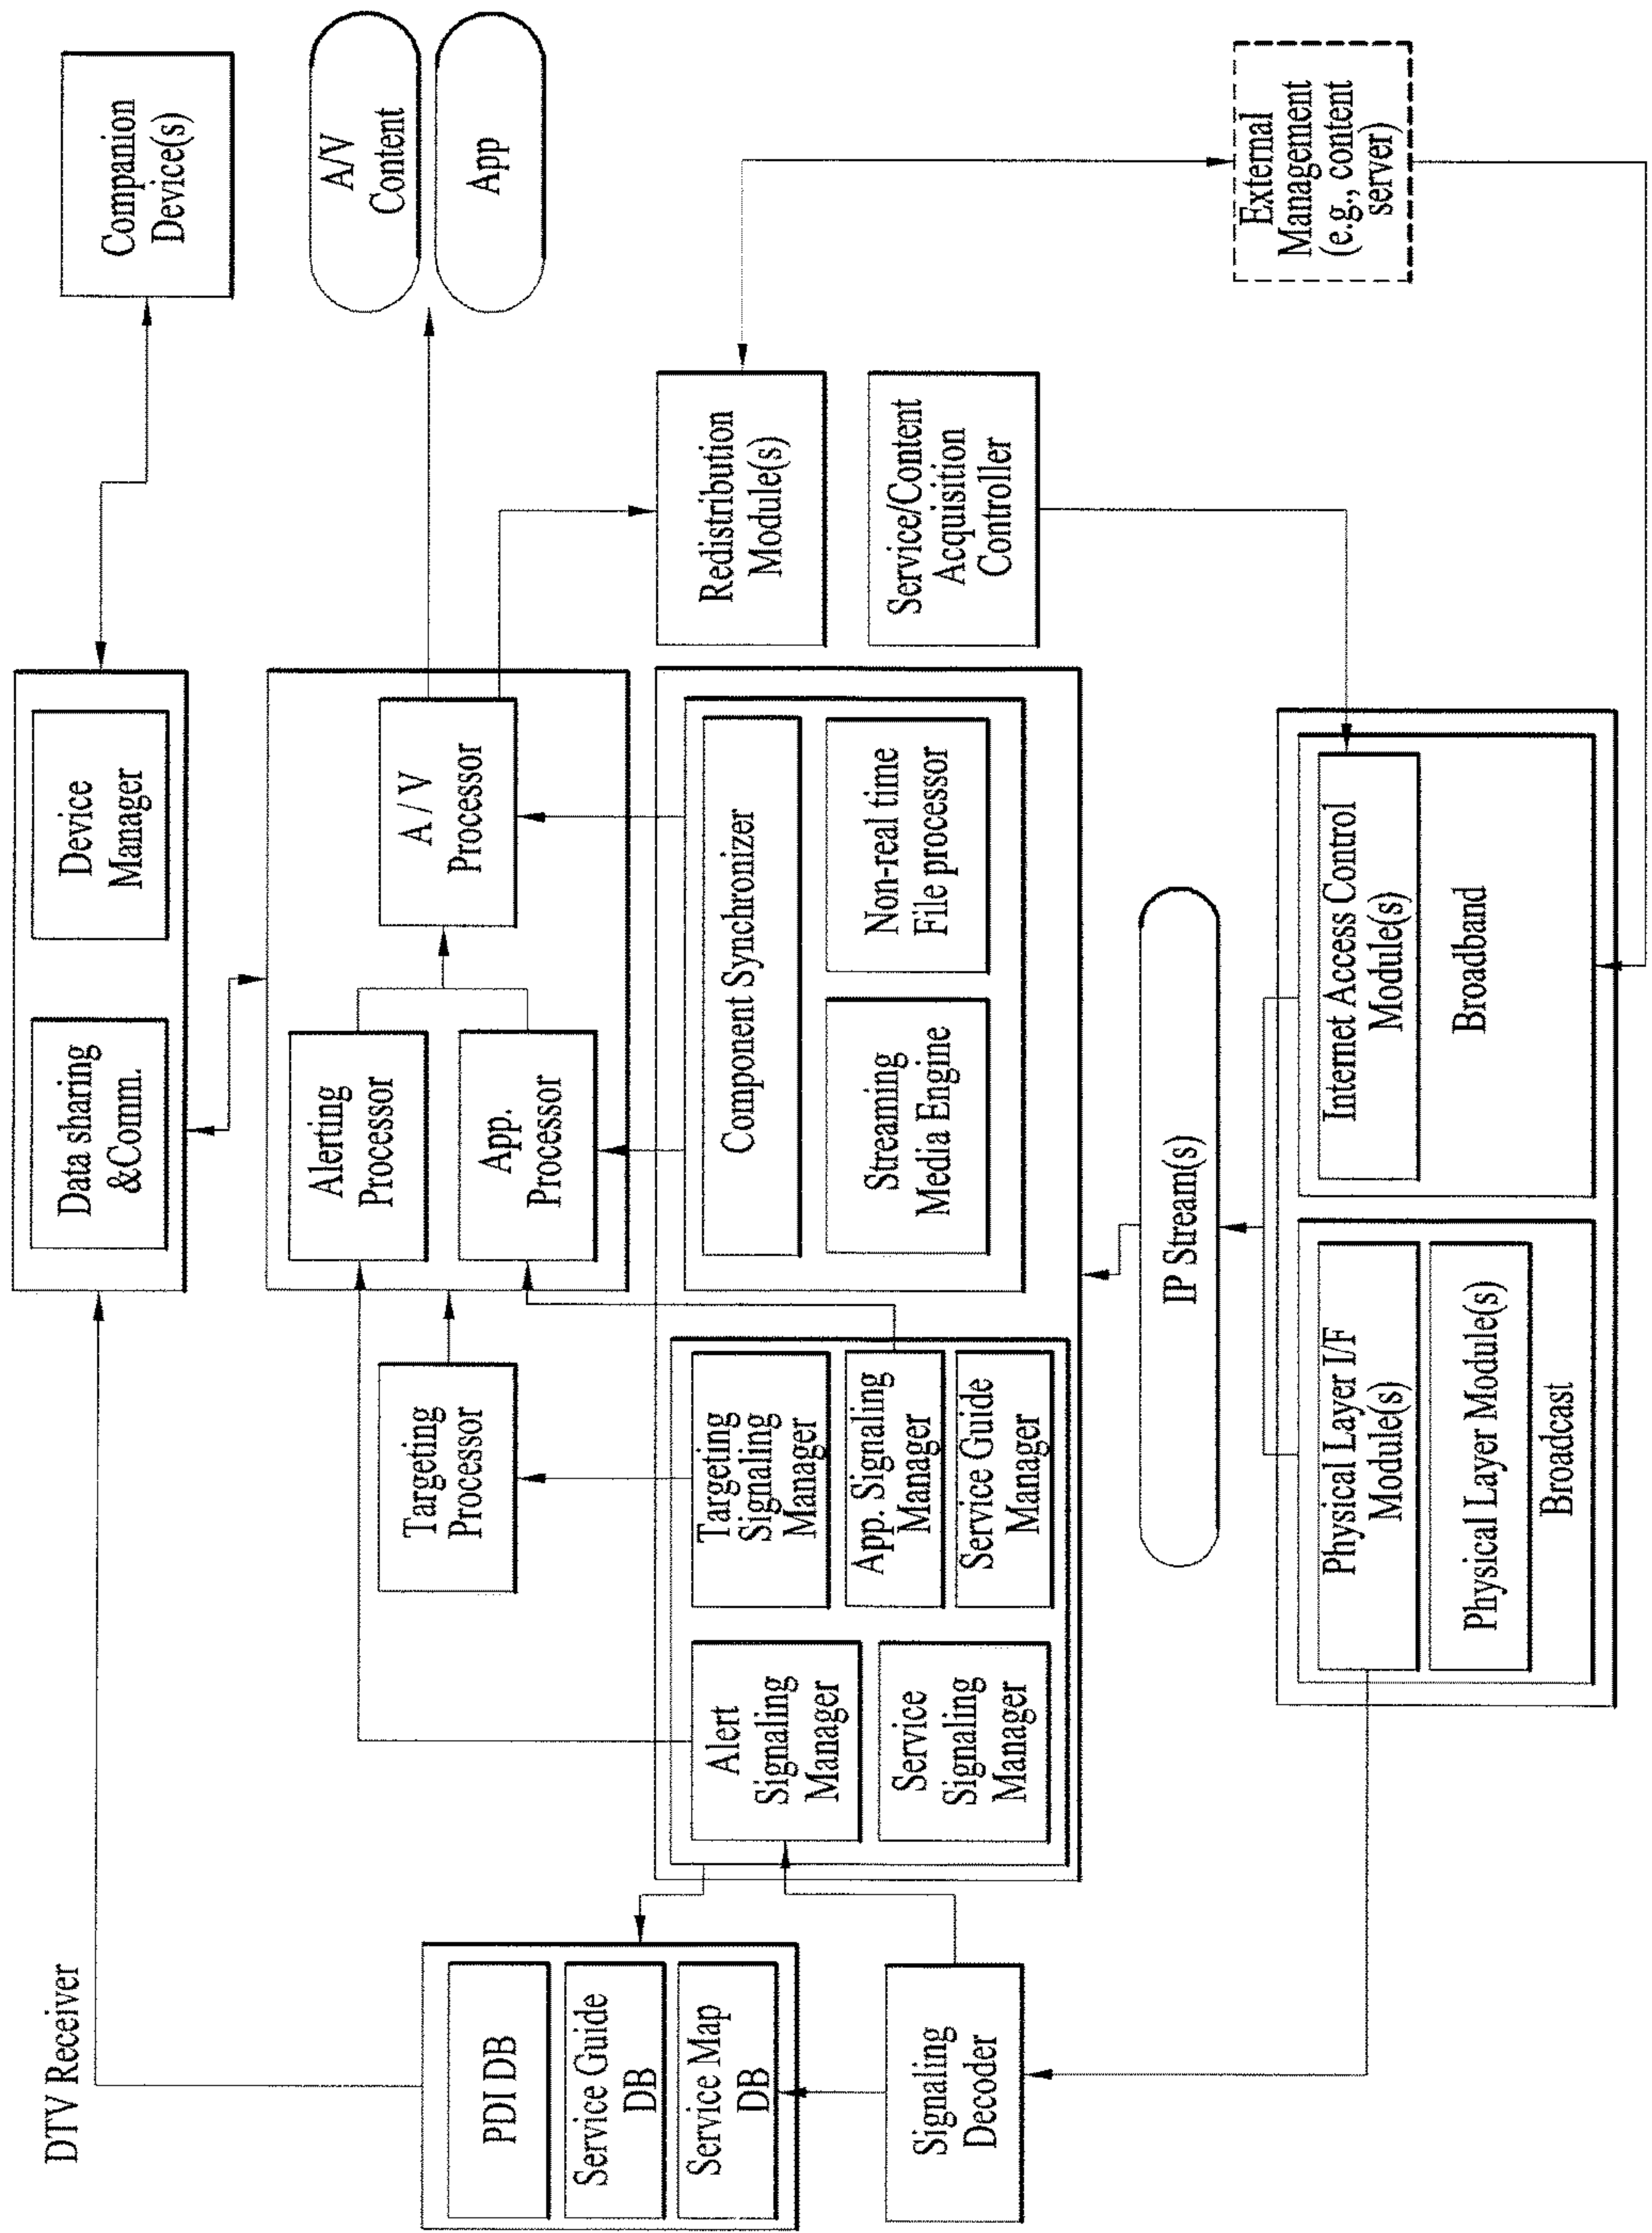 DTV Receiver
Data sharing
&Comm.
Device
Manager
Companion
Device(s)
PDI DB
Service Guide
DB
Service Map
DB
Signaling
Decoder
Targeting
Processor
Alerting
Processor
App.
Processor
A / V
Processor
A/V
Content
App
Alert
Signaling
Manager
Service
Signaling
Manager
Targeting
Signaling
Manager
App. Signaling
Manager
Service Guide
Manager
Component Synchronizer
Streaming
Media Engine
Non-real time
File processor
Redistribution
Module(s)
Service/Content
Acquisition
Controller
IP Stream(s)
Physical Layer I/F
Module(s)
Physical Layer Module(s)
Broadcast
Internet Access Control
Module(s)
Broadband
External
Management
(e.g., content
server)